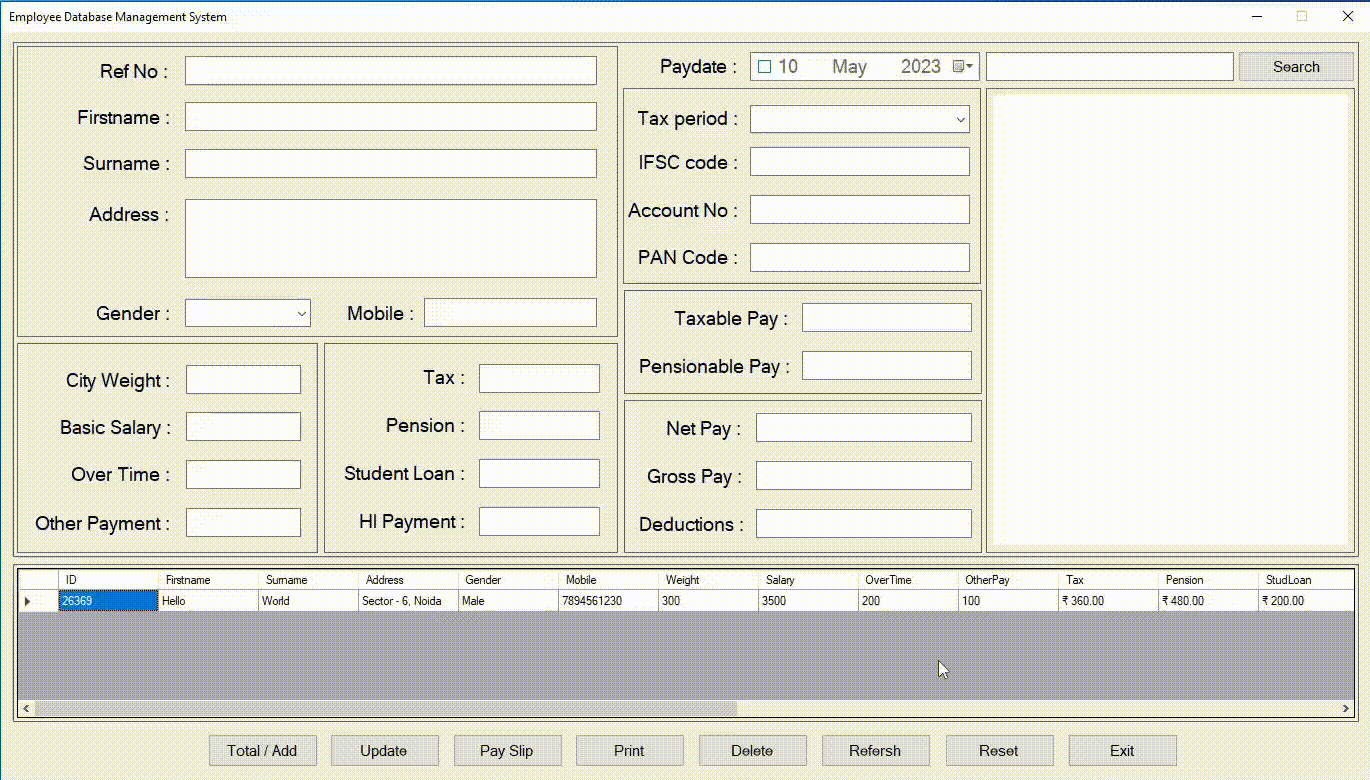 Employee Database Management System
Ref No :
Firstname :
Surname :
Address :
Gender :
Mobile :
Paydate :
10 May 2023
Search
Tax period :
IFSC code :
Account No :
PAN Code :
Taxable Pay :
Pensionable Pay :
City Weight :
Basic Salary :
Over Time :
Other Payment :
Tax :
Pension :
Student Loan :
HI Payment :
Net Pay :
Gross Pay :
Deductions :
ID Firstname Surname Address Gender Mobile Weight Salary OverTime OtherPay Tax Pension StudLoan
26369 Hello World Sector - 6, Noida Male 7894561230 300 3500 200 100 ₹ 360.00 ₹ 480.00 ₹ 200.00
Total / Add Update Pay Slip Print Delete Refersh Reset Exit